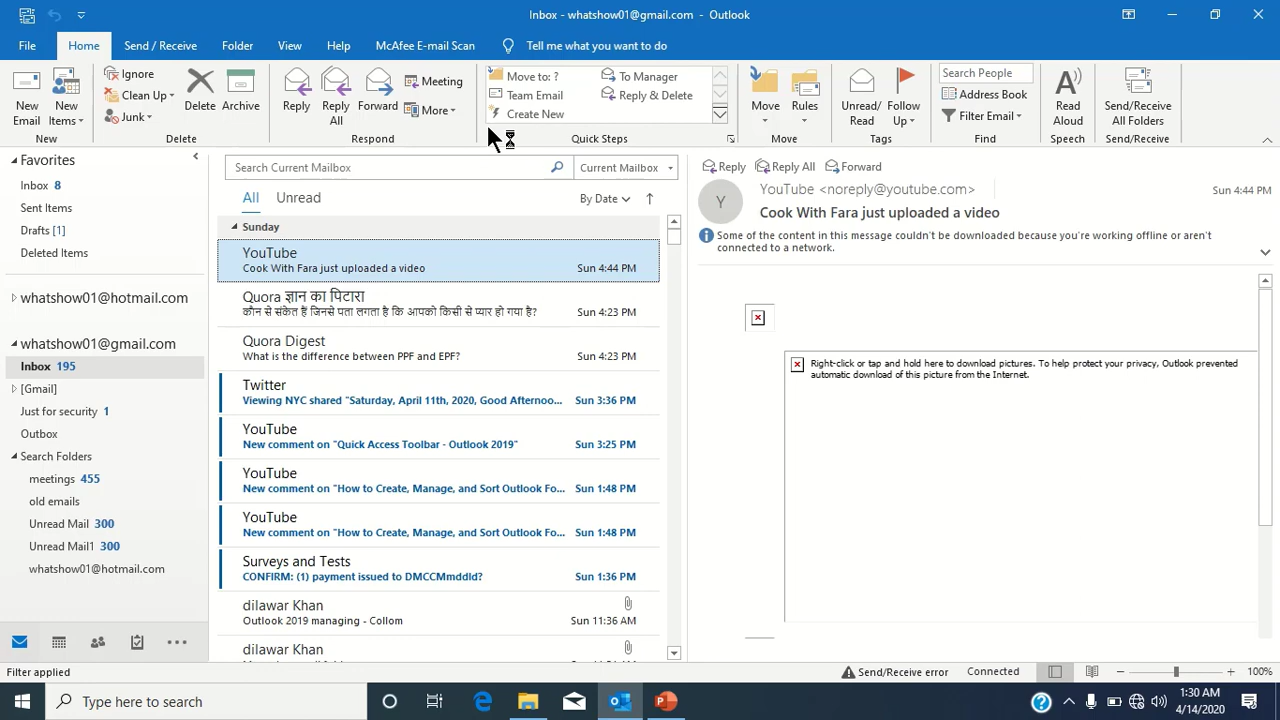 Inbox - whatshow01@gmail.com - Outlook
File
Home
Send / Receive
Folder
View
Help
McAfee E-mail Scan
Tell me what you want to do
New
Email
New
Items
New
Ignore
Clean Up
Junk
Delete
Archive
Delete
Reply
Reply
All
Forward
Meeting
More
Respond
Move to: ?
Team Email
Create New
To Manager
Reply & Delete
Quick Steps
Move
Rules
Move
Unread/
Read
Follow
Up
Tags
Search People
Address Book
Filter Email
Find
Read
Aloud
Speech
Send/Receive
All Folders
Send/Receive
Favorites
Inbox 8
Sent Items
Drafts [1]
Deleted Items
whatshow01@hotmail.com
whatshow01@gmail.com
Inbox 195
[Gmail]
Just for security 1
Outbox
Search Folders
meetings 455
old emails
Unread Mail 300
Unread Mail1 300
whatshow01@hotmail.com
Search Current Mailbox
Current Mailbox
All
Unread
By Date
Sunday
YouTube
Cook With Fara just uploaded a video
Sun 4:44 PM
Quora ज्ञान का पिटारा
कौन से संकेत हैं जिनसे पता लगता है कि आपको किसी से प्यार हो गया है?
Sun 4:23 PM
Quora Digest
What is the difference between PPF and EPF?
Sun 4:23 PM
Twitter
Viewing NYC shared "Saturday, April 11th, 2020, Good Afternoo...
Sun 3:36 PM
YouTube
New comment on "Quick Access Toolbar - Outlook 2019"
Sun 3:25 PM
YouTube
New comment on "How to Create, Manage, and Sort Outlook Fo...
Sun 1:48 PM
YouTube
New comment on "How to Create, Manage, and Sort Outlook Fo...
Sun 1:48 PM
Surveys and Tests
CONFIRM: (1) payment issued to DMCCMmddId?
Sun 1:36 PM
dilawar Khan
Outlook 2019 managing - Collom
Sun 11:36 AM
dilawar Khan
Reply
Reply All
Forward
Y
YouTube <noreply@youtube.com>
Sun 4:44 PM
Cook With Fara just uploaded a video
Some of the content in this message couldn't be downloaded because you're working offline or aren't
connected to a network.
Right-click or tap and hold here to download pictures. To help protect your privacy, Outlook prevented
automatic download of this picture from the Internet.
Filter applied
Send/Receive error
Connected
100%
Type here to search
1:30 AM
4/14/2020